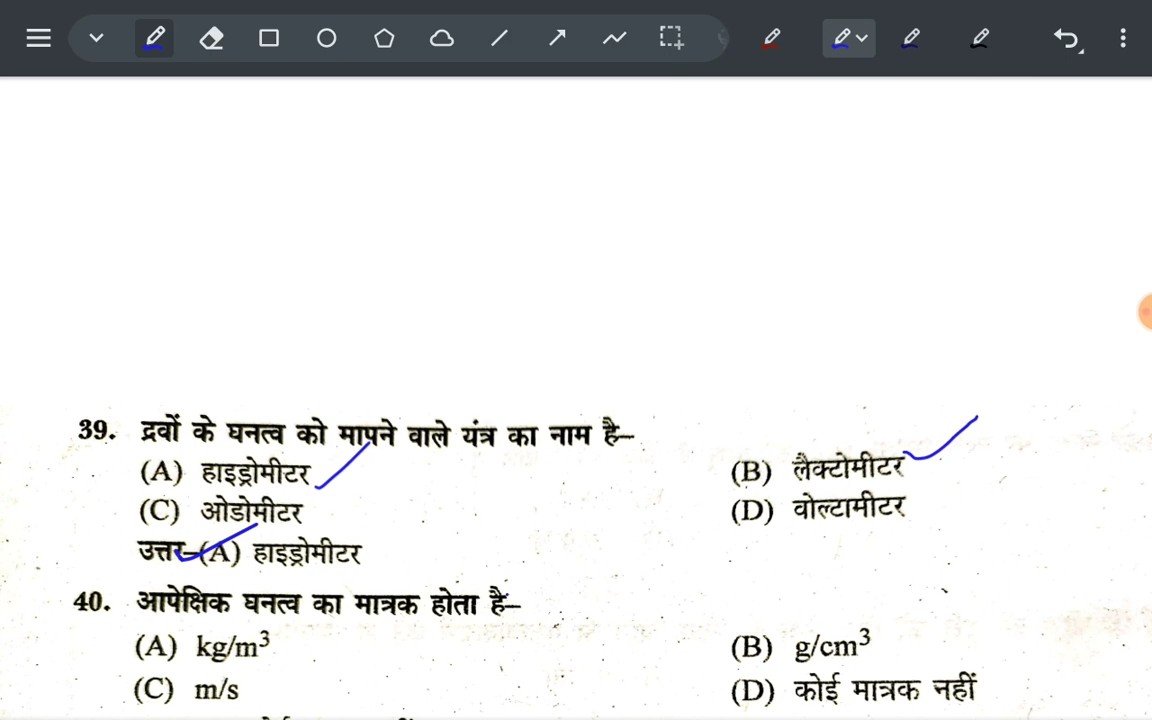 39. द्रवों के घनत्व को मापने वाले यंत्र का नाम है–
(A) हाइड्रोमीटर (B) लैक्टोमीटर
(C) ओडोमीटर (D) वोल्टामीटर
उत्तर–(A) हाइड्रोमीटर
40. आपेक्षिक घनत्व का मात्रक होता है–
(A) kg/m³ (B) g/cm³
(C) m/s (D) कोई मात्रक नहीं